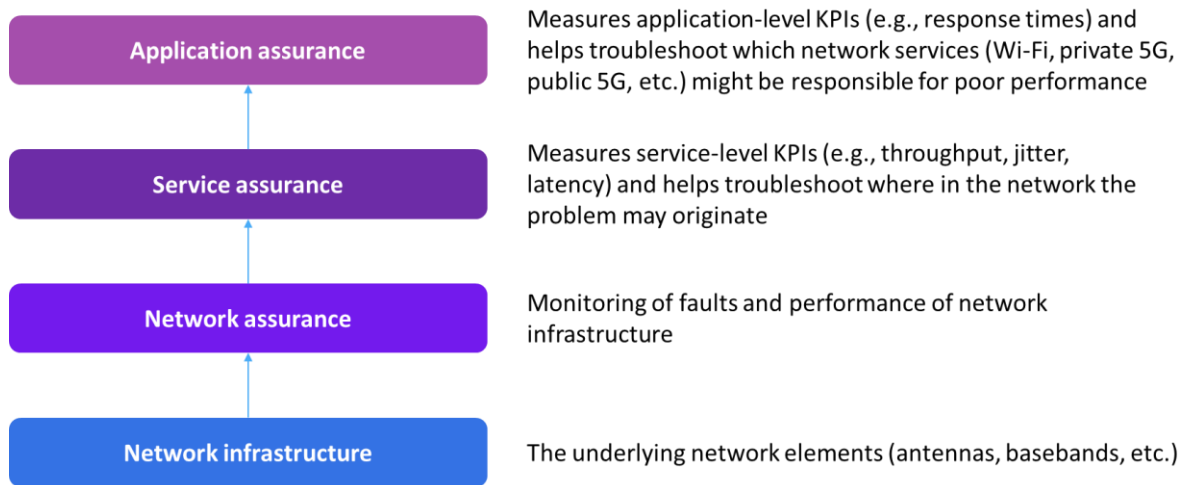 Application assurance
Measures application-level KPIs (e.g., response times) and
helps troubleshoot which network services (Wi-Fi, private 5G,
public 5G, etc.) might be responsible for poor performance
Service assurance
Measures service-level KPIs (e.g., throughput, jitter,
latency) and helps troubleshoot where in the network the
problem may originate
Network assurance
Monitoring of faults and performance of network
infrastructure
Network infrastructure
The underlying network elements (antennas, basebands, etc.)